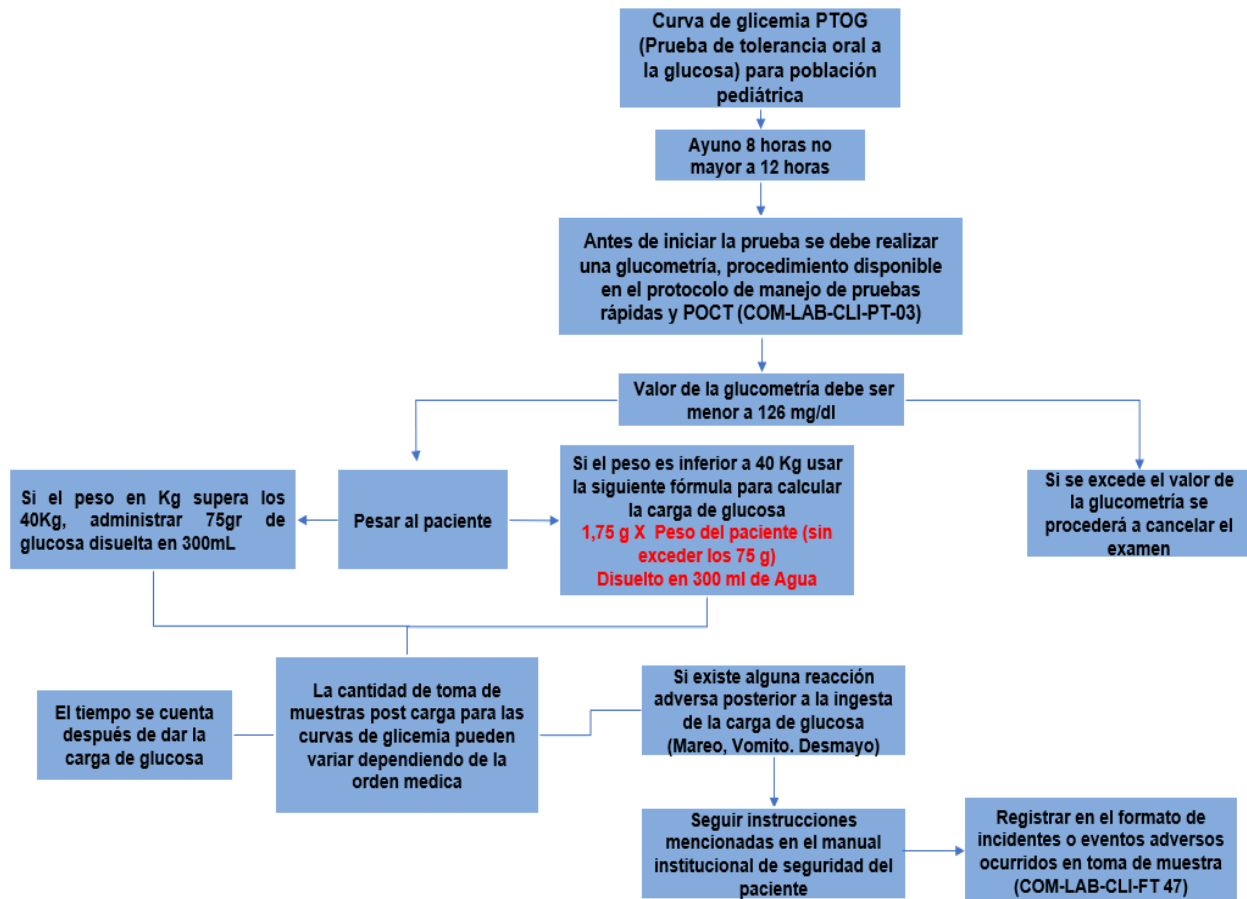 Curva de glicemia PTOG
(Prueba de tolerancia oral a
la glucosa) para población
pediátrica
Ayuno 8 horas no
mayor a 12 horas
Antes de iniciar la prueba se debe realizar
una glucometría, procedimiento disponible
en el protocolo de manejo de pruebas
rápidas y POCT (COM-LAB-CLI-PT-03)
Valor de la glucometría debe ser
menor a 126 mg/dl
Si el peso en Kg supera los
40Kg, administrar 75gr de
glucosa disuelta en 300mL
Pesar al paciente
Si el peso es inferior a 40 Kg usar
la siguiente fórmula para calcular
la carga de glucosa
1,75 g X Peso del paciente (sin
exceder los 75 g)
Disuelto en 300 ml de Agua
Si se excede el valor de
la glucometría se
procederá a cancelar el
examen
El tiempo se cuenta
después de dar la
carga de glucosa
La cantidad de toma de
muestras post carga para las
curvas de glicemia pueden
variar dependiendo de la
orden medica
Si existe alguna reacción
adversa posterior a la ingesta
de la carga de glucosa
(Mareo, Vomito. Desmayo)
Seguir instrucciones
mencionadas en el manual
institucional de seguridad del
paciente
Registrar en el formato de
incidentes o eventos adversos
ocurridos en toma de muestra
(COM-LAB-CLI-FT 47)